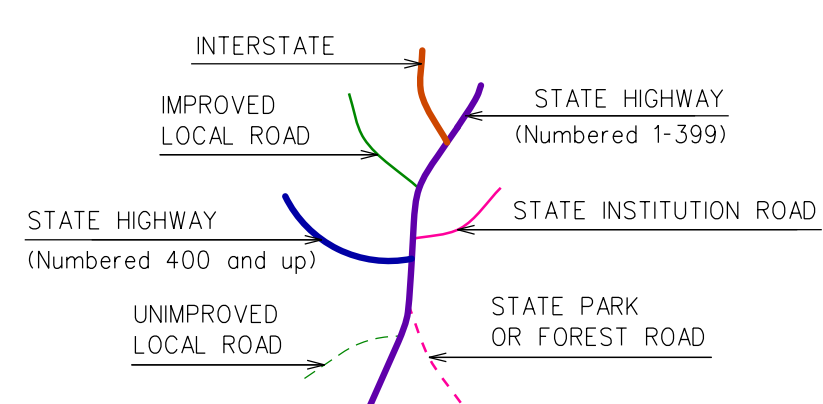 INTERSTATE
STATE HIGHWAY
(Numbered 1-399)
IMPROVED
LOCAL ROAD
STATE HIGHWAY
(Numbered 400 and up)
STATE INSTITUTION ROAD
UNIMPROVED
LOCAL ROAD
STATE PARK
OR FOREST ROAD